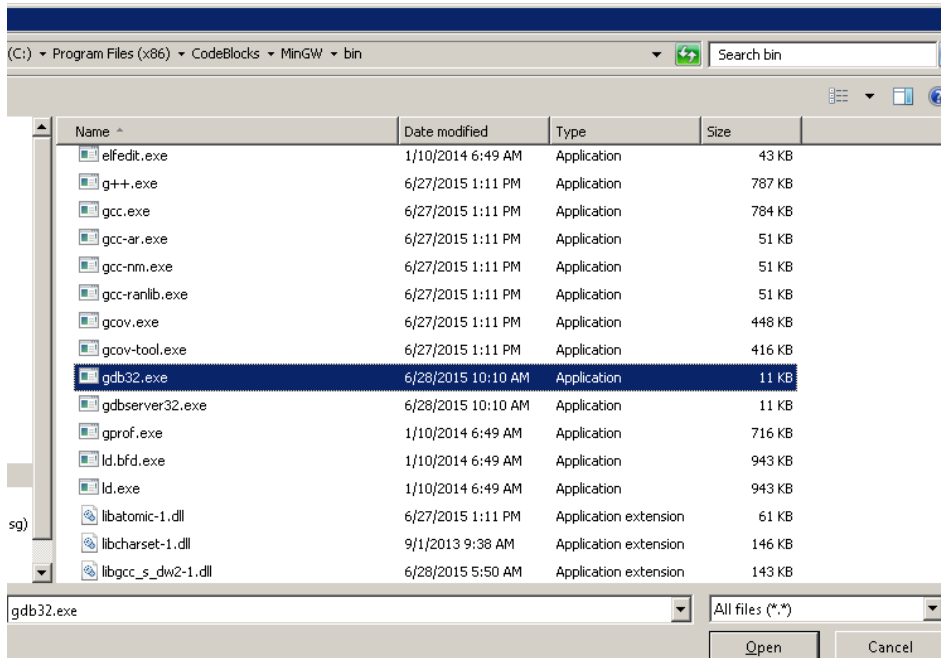 (C:) Program Files (x86) CodeBlocks MinGW bin Search bin
Name Date modified Type Size
elfedit.exe 1/10/2014 6:49 AM Application 43 KB
g++.exe 6/27/2015 1:11 PM Application 787 KB
gcc.exe 6/27/2015 1:11 PM Application 784 KB
gcc-ar.exe 6/27/2015 1:11 PM Application 51 KB
gcc-nm.exe 6/27/2015 1:11 PM Application 51 KB
gcc-ranlib.exe 6/27/2015 1:11 PM Application 51 KB
gcov.exe 6/27/2015 1:11 PM Application 448 KB
gcov-tool.exe 6/27/2015 1:11 PM Application 416 KB
gdb32.exe 6/28/2015 10:10 AM Application 11 KB
gdbserver32.exe 6/28/2015 10:10 AM Application 11 KB
gprof.exe 1/10/2014 6:49 AM Application 716 KB
ld.bfd.exe 1/10/2014 6:49 AM Application 943 KB
ld.exe 1/10/2014 6:49 AM Application 943 KB
sg) libatomic-1.dll 6/27/2015 1:11 PM Application extension 61 KB
libcharset-1.dll 9/1/2013 9:38 AM Application extension 146 KB
libgcc_s_dw2-1.dll 6/28/2015 5:50 AM Application extension 143 KB
gdb32.exe All files (*.*)
Open Cancel